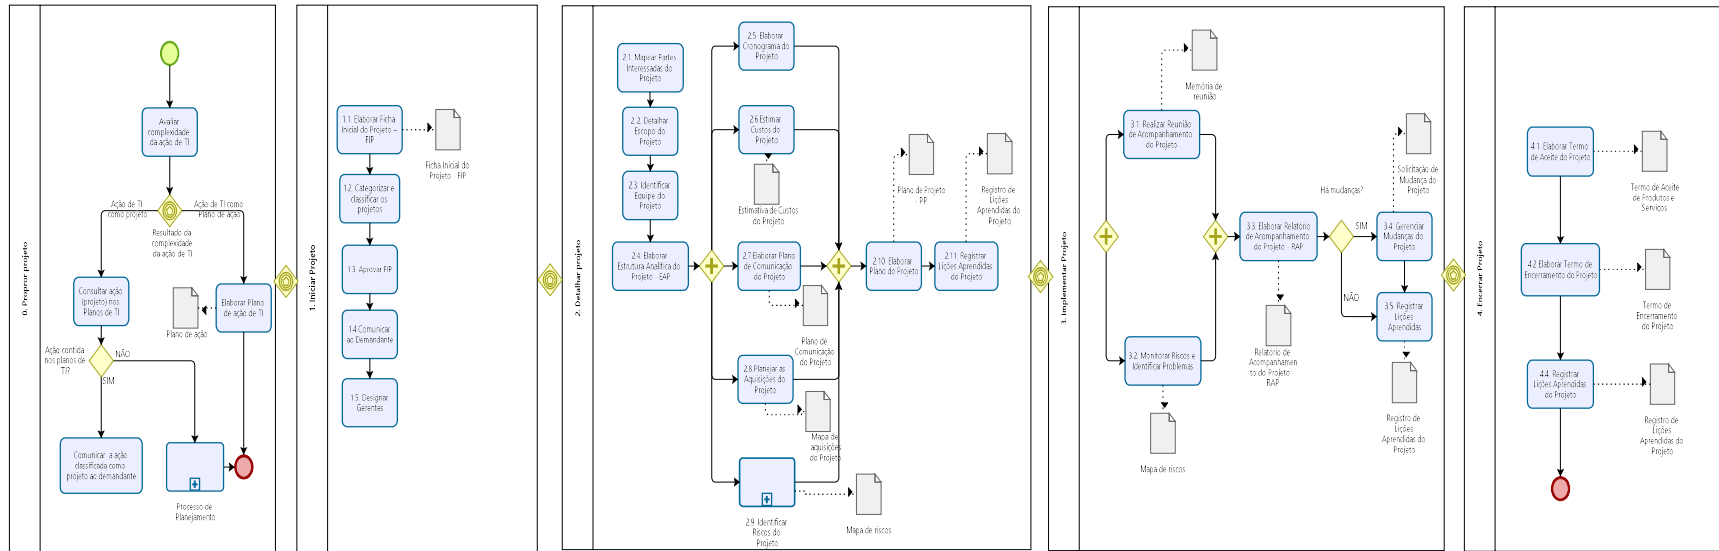 0. Proponor projeto
Avaliar
complexidade
da ação de TI
Ação de TI
como projeto
Ação de TI como
Plano de ação
Resultado da
complexidade
da ação de TI
Consultar ação
(projeto) nos
Planos de TI
Elaborar Plano
de ação de TI
Plano de ação
Ação contida
nos planos de
TI?
NÃO
SIM
Comunicar a ação
classificada como
projeto ao demandante
Processo de
Planejamento
1. Iniciar Projeto
1.1. Elaborar Ficha
Inicial do Projeto –
FIP
Ficha Inicial do
Projeto - FIP
1.2. Categorizar e
classificar os
projetos
1.3. Aprovar FIP
1.4 Comunicar
ao Demandante
1.5. Designar
Gerentes
2. Detalhar projeto
2.1. Mapear Partes
Interessadas do
Projeto
2.2. Detalhar
Escopo do
Projeto
2.3. Identificar
Equipe do
Projeto
2.4. Elaborar
Estrutura Analítica do
Projeto - EAP
2.5. Elaborar
Cronograma do
Projeto
2.6 Estimar
Custos do
Projeto
Estimativa de Custos
do Projeto
2.7 Elaborar Plano
de Comunicação do
Projeto
Plano de
Comunicação
do Projeto
2.8 Planejar as
Aquisições do
Projeto
Mapa de
aquisições
do Projeto
2.9. Identificar
Riscos do
Projeto
Mapa de riscos
2.10. Elaborar
Plano do Projeto
Plano de Projeto
- PP
2.11. Registrar
Lições Aprendidas
do Projeto
Registro de
Lições
Aprendidas do
Projeto
3. Implementar Projeto
3.1. Realizar Reunião
de Acompanhamento
do Projeto
Memória de
reunião
3.2. Monitorar Riscos e
Identificar Problemas
Mapa de riscos
3.3. Elaborar Relatório
de Acompanhamento
do Projeto - RAP
Relatório de
Acompanhamen
to do Projeto -
RAP
Há mudanças?
SIM
NÃO
3.4. Gerenciar
Mudanças do
Projeto
Solicitação de
Mudança do
Projeto
3.5. Registrar
Lições
Aprendidas
Registro de
Lições
Aprendidas do
Projeto
4. Encerrar Projeto
4.1. Elaborar Termo
de Aceite do Projeto
Termo de Aceite
de Produtos e
Serviços
4.2 Elaborar Termo de
Encerramento do Projeto
Termo de
Encerramento
do Projeto
4.4. Registrar
Lições Aprendidas
do Projeto
Registro de
Lições
Aprendidas do
Projeto